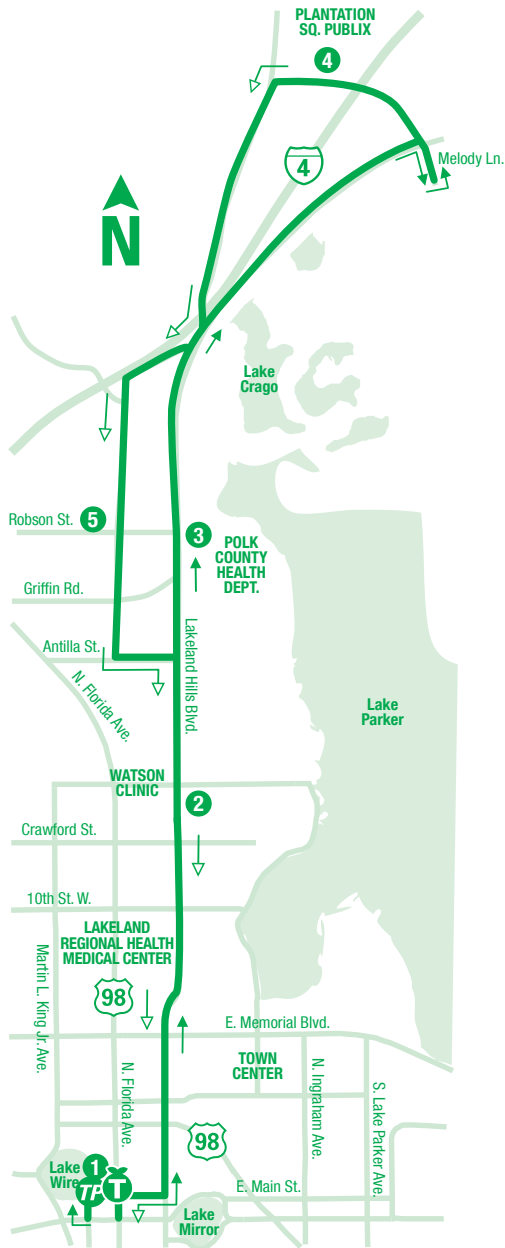 PLANTATION
SQ. PUBLIX
4
4
Melody Ln.
N
Lake
Crago
Robson St.
5
3
POLK
COUNTY
HEALTH
DEPT.
Griffin Rd.
Antilla St.
Lakeland Hills Blvd.
N. Florida Ave.
Lake
Parker
WATSON
CLINIC
2
Crawford St.
10th St. W.
LAKELAND
REGIONAL HEALTH
MEDICAL CENTER
Martin L. King Jr. Ave.
98
E. Memorial Blvd.
TOWN
CENTER
N. Florida Ave.
N. Ingraham Ave.
S. Lake Parker Ave.
98
1
Lake
Wire
TP
T
E. Main St.
Lake
Mirror